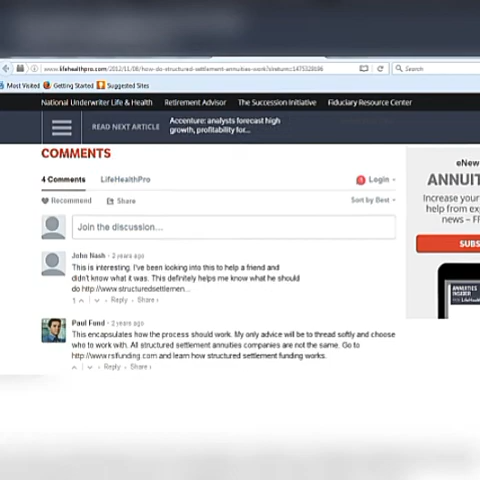 www.lifehealthpro.com/2012/11/08/how-do-structured-settlement-annuities-work/
Search
Most Visited Getting Started Suggested Sites
National Underwriter Life & Health Retirement Advisor The Succession Initiative Fiduciary Resource Center
READ NEXT ARTICLE
Accenture: analysts forecast high
growth, profitability for...
COMMENTS
4 Comments LifeHealthPro Login
Recommend Share Sort by Best
Join the discussion...
John Nash - 2 years ago
This is interesting. I've been looking into this to help a friend and
didn't know what it was. This definitely helps me know what he should
do http://www.structuredsettlemen...
1 Reply Share ›
Paul Fund - 2 years ago
This encapsulates how the process should work. My only advice will be to thread softly and choose
who to work with. All structured settlement annuities companies are not the same. Go to
http://www.rslfunding.com and learn how structured settlement funding works.
Reply Share ›
eNew
ANNUIT
Increase your
help from exp
news – F
SUBS
ANNUITIES
INSIDER